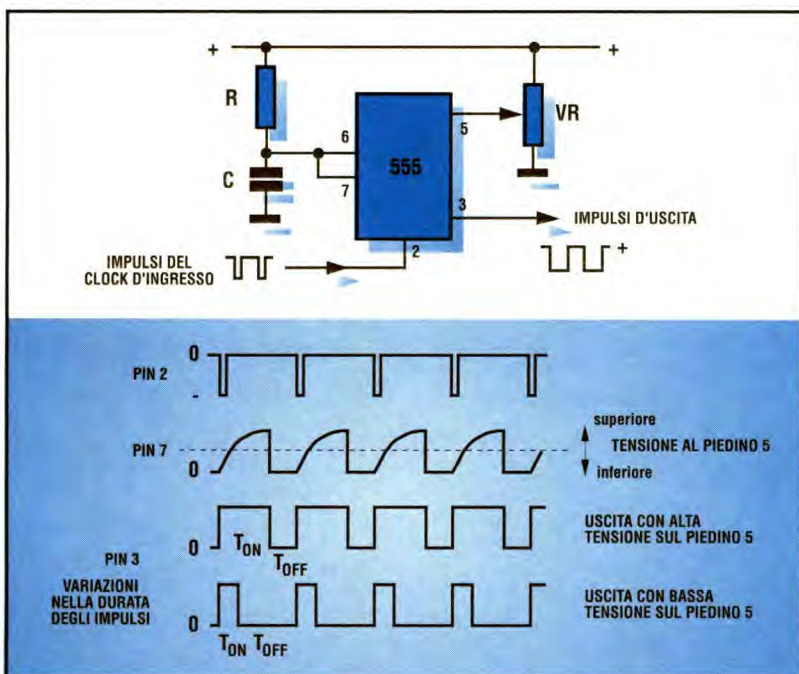 + +
R
C
6
7
555
5
VR
3
2
IMPULSI D'USCITA
+
IMPULSI DEL
CLOCK D'INGRESSO
PIN 2
0
-
PIN 7
0
superiore
TENSIONE AL PIEDINO 5
inferiore
PIN 3
0
TON
TOFF
USCITA CON ALTA
TENSIONE SUL PIEDINO 5
VARIAZIONI
NELLA DURATA
DEGLI IMPULSI
0
TON TOFF
USCITA CON BASSA
TENSIONE SUL PIEDINO 5